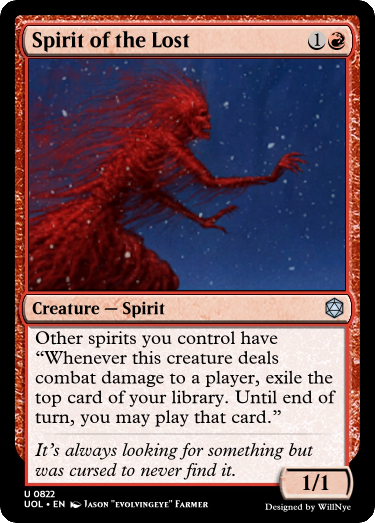 Spirit of the Lost
1
Creature — Spirit
Other spirits you control have
“Whenever this creature deals
combat damage to a player, exile the
top card of your library. Until end of
turn, you may play that card.”
It's always looking for something but
was cursed to never find it.
1/1
U 0822
UOL • EN Jason "evolvingeye" Farmer
Designed by WillNye